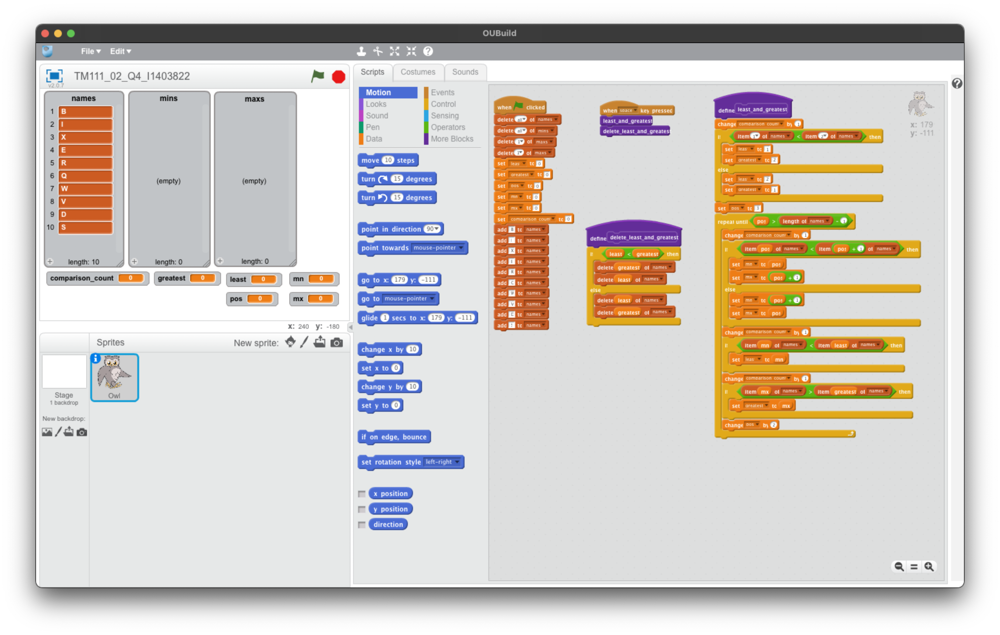 OUBuild
File Edit
TM111_02_Q4_I1403822
v2.0.7
names
1 B
2 I
3 X
4 E
5 R
6 Q
7 W
8 V
9 D
10 S
length: 10
mins
(empty)
length: 0
maxs
(empty)
length: 0
comparison_count 0
greatest 0
least 0
mn 0
pos 0
mx 0
x: 240 y: -180
Sprites
New sprite:
Stage
1 backdrop
New backdrop:
Owl
Scripts
Costumes
Sounds
Motion
Looks
Sound
Pen
Data
Events
Control
Sensing
Operators
More Blocks
move 10 steps
turn 15 degrees
turn 15 degrees
point in direction 90
point towards mouse-pointer
go to x: 179 y: -111
go to mouse-pointer
glide 1 secs to x: 179 y: -111
change x by 10
set x to 0
change y by 10
set y to 0
if on edge, bounce
set rotation style left-right
x position
y position
direction
when clicked
delete all of names
delete all of mins
delete 1 of maxs
delete 1 of maxs
set least to 0
set greatest to 0
set pos to 0
set mn to 0
set mx to 0
set comparison count to 0
add B to names
add to names
add X to names
add to names
add R to names
add to names
add W to names
add V to names
add to names
add to names
when space key pressed
least_and_greatest
delete_least_and_greatest
define delete_least_and_greatest
if least < greatest then
delete greatest of names
delete least of names
else
delete least of names
delete greatest of names
define least_and_greatest
change comparison count by 1
if item 1 of names < item 2 of names then
set least to 1
set greatest to 2
else
set least to 2
set greatest to 1
set pos to 3
repeat until pos > length of names - 1
change comparison count by 1
if item pos of names < item pos + 1 of names then
set mn to pos
set mx to pos + 1
else
set mn to pos + 1
set mx to pos
change comparison count by 1
if item mn of names < item least of names then
set least to mn
change comparison count by 1
if item mx of names > item greatest of names then
set greatest to mx
change pos by 2
x: 179
y: -111